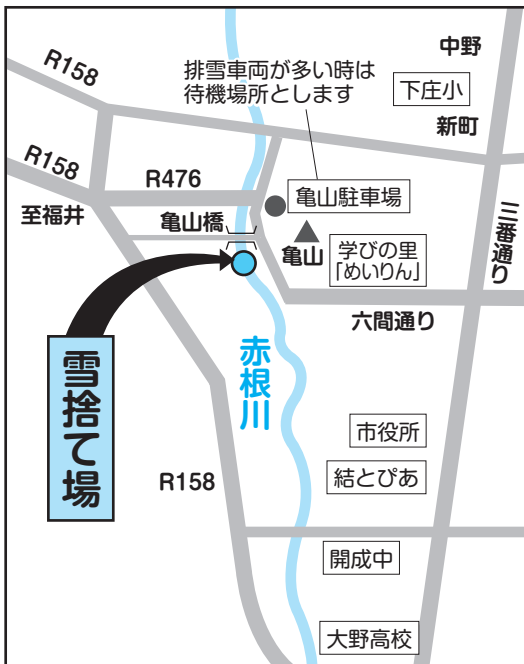 中野
R158
排雪車両が多い時は
待機場所とします
下庄小
新町
R158
R476
亀山駐車場
至福井
亀山橋
亀山
学びの里
「めいりん」
三番通り
六間通り
雪捨て場
赤根川
市役所
結とぴあ
R158
開成中
大野高校